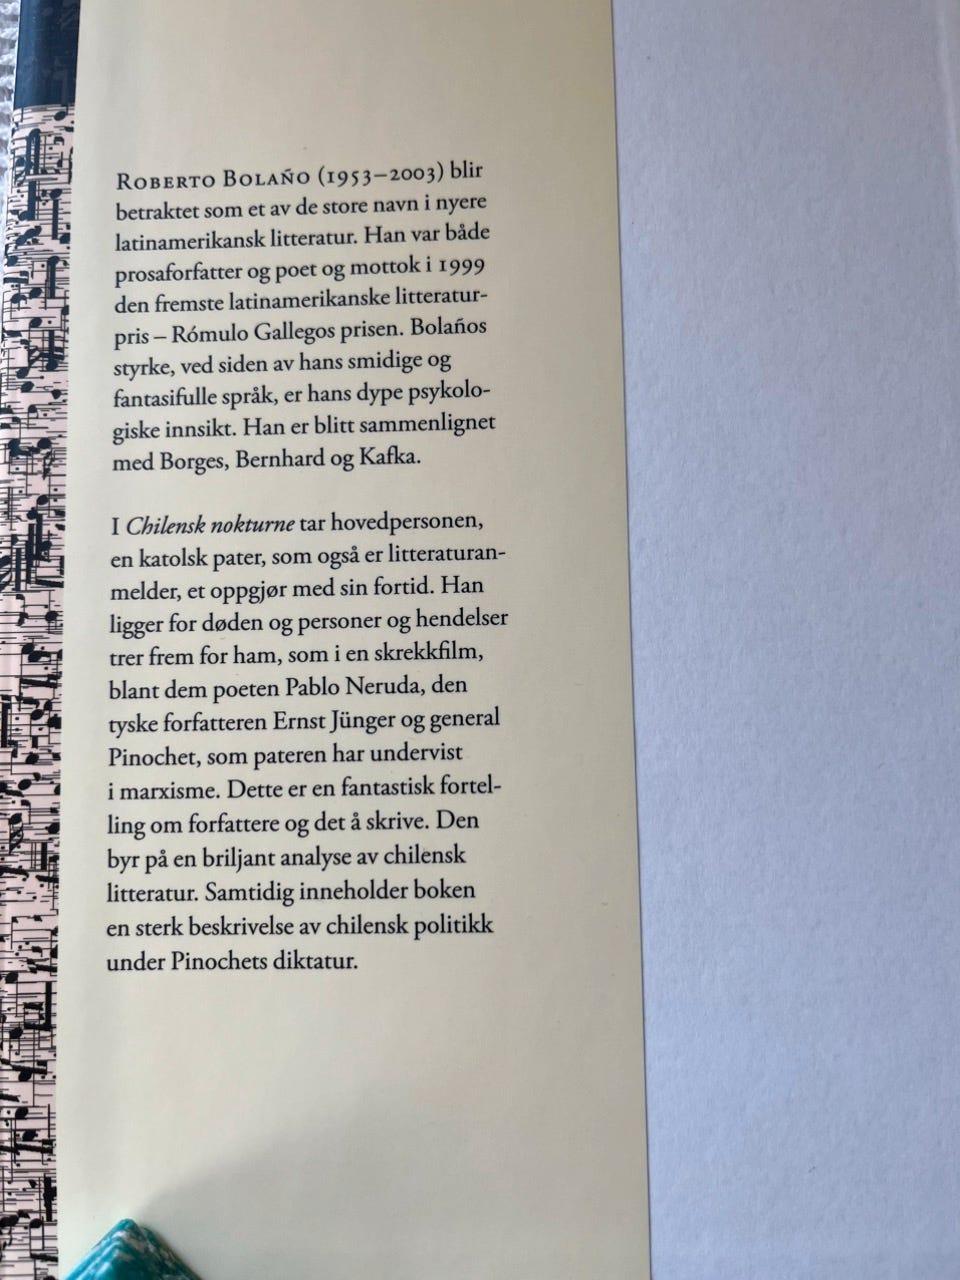 ROBERTO BOLAÑO (1953–2003) blir
betraktet som et av de store navn i nyere
latinamerikansk litteratur. Han var både
prosaforfatter og poet og mottok i 1999
den fremste latinamerikanske litteratur-
pris – Rómulo Gallegos prisen. Bolaños
styrke, ved siden av hans smidige og
fantasifulle språk, er hans dype psykolo-
giske innsikt. Han er blitt sammenlignet
med Borges, Bernhard og Kafka.
I Chilensk nokturne tar hovedpersonen,
en katolsk pater, som også er litteraturan-
melder, et oppgjør med sin fortid. Han
ligger for døden og personer og hendelser
trer frem for ham, som i en skrekkfilm,
blant dem poeten Pablo Neruda, den
tyske forfatteren Ernst Jünger og general
Pinochet, som pateren har undervist
i marxisme. Dette er en fantastisk fortel-
ling om forfattere og det å skrive. Den
byr på en briljant analyse av chilensk
litteratur. Samtidig inneholder boken
en sterk beskrivelse av chilensk politikk
under Pinochets diktatur.